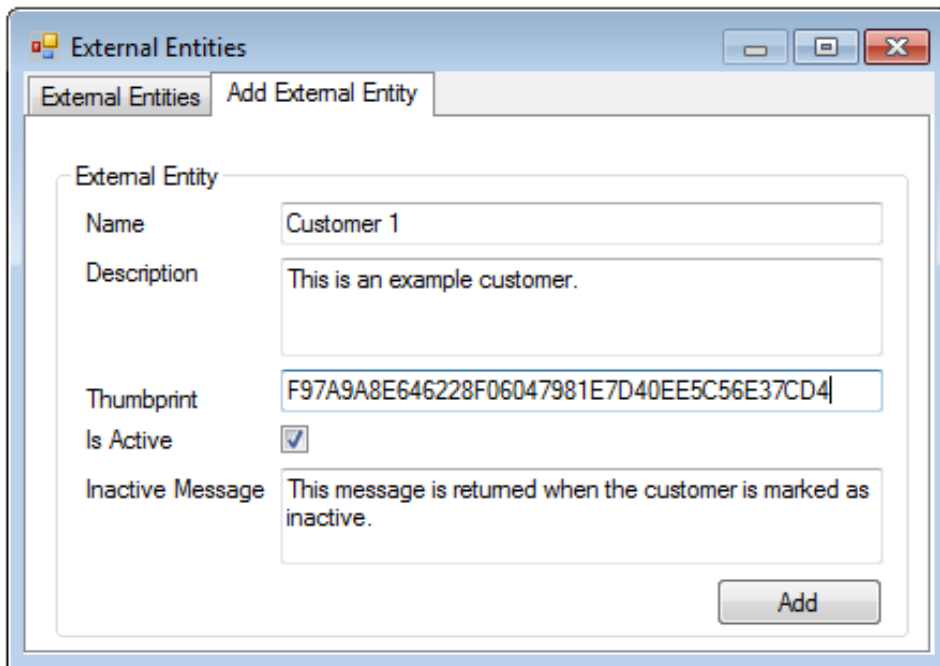 External Entities
External Entities Add External Entity
External Entity
Name Customer 1
Description This is an example customer.
Thumbprint F97A9A8E646228F06047981E7D40EE5C56E37CD4
Is Active
Inactive Message This message is returned when the customer is marked as
inactive.
Add